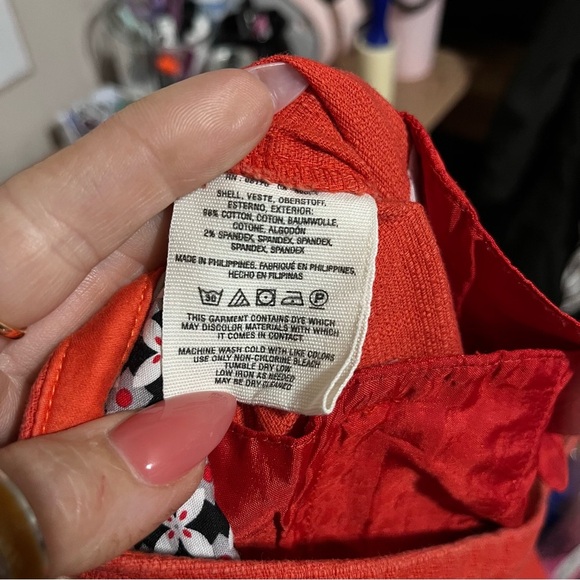 SHELL, VESTE, OBERSTOFF,
ESTERNO, EXTERIOR:
98% COTTON, COTON, BAUMWOLLE,
COTONE, ALGODÓN
2% SPANDEX, SPANDEX, SPANDEX,
SPANDEX, SPANDEX
MADE IN PHILIPPINES, FABRIQUÉ EN PHILIPPINES,
HECHO EN FILIPINAS
30 P
THIS GARMENT CONTAINS DYE WHICH
MAY DISCOLOR MATERIALS WITH WHICH
IT COMES IN CONTACT
MACHINE WASH COLD WITH LIKE COLORS
USE ONLY NON-CHLORINE BLEACH
TUMBLE DRY LOW
LOW IRON AS NEEDED
MAY BE DRY CLEANED